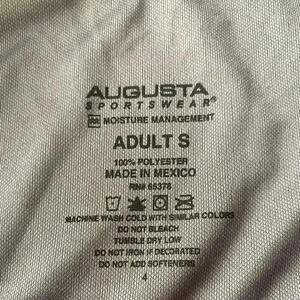 AUGUSTA
SPORTSWEAR®
MOISTURE MANAGEMENT
ADULT S
100% POLYESTER
MADE IN MEXICO
RN# 65378
MACHINE WASH COLD WITH SIMILAR COLORS
DO NOT BLEACH
TUMBLE DRY LOW
DO NOT IRON IF DECORATED
DO NOT ADD SOFTENERS
4